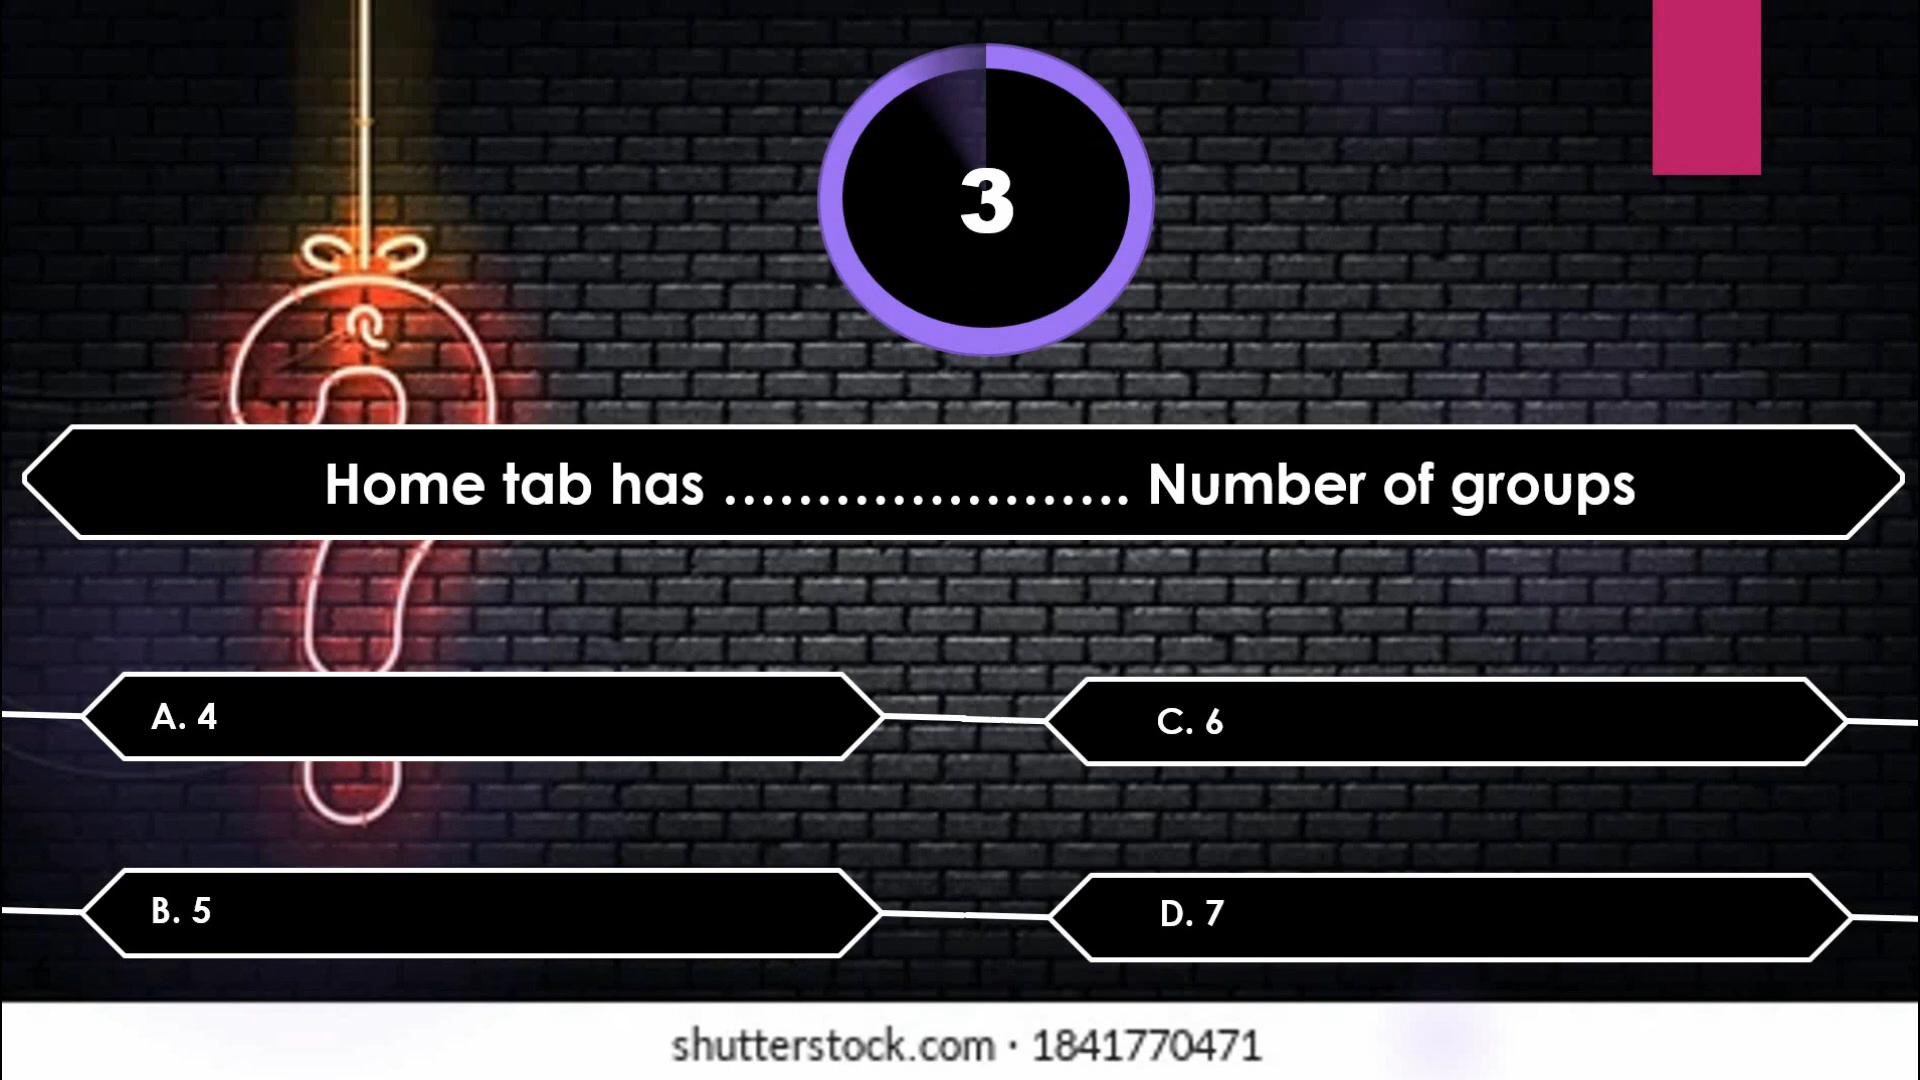 3
Home tab has ...................... Number of groups
A. 4
C. 6
B. 5
D. 7
shutterstock.com · 1841770471